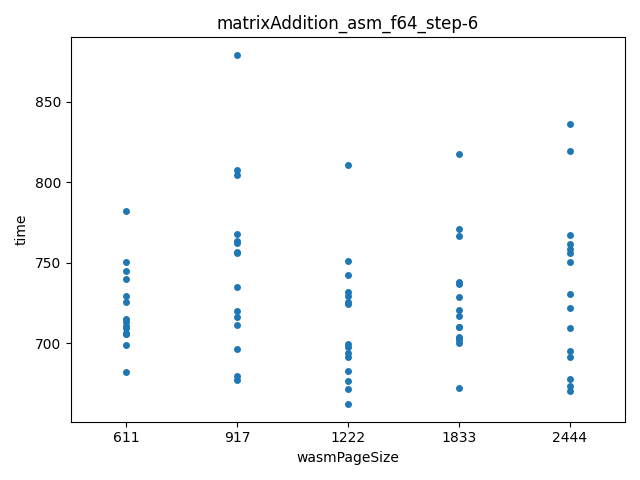 matrixAddition_asm_f64_step-6
time
850
800
750
700
611 917 1222 1833 2444
wasmPageSize